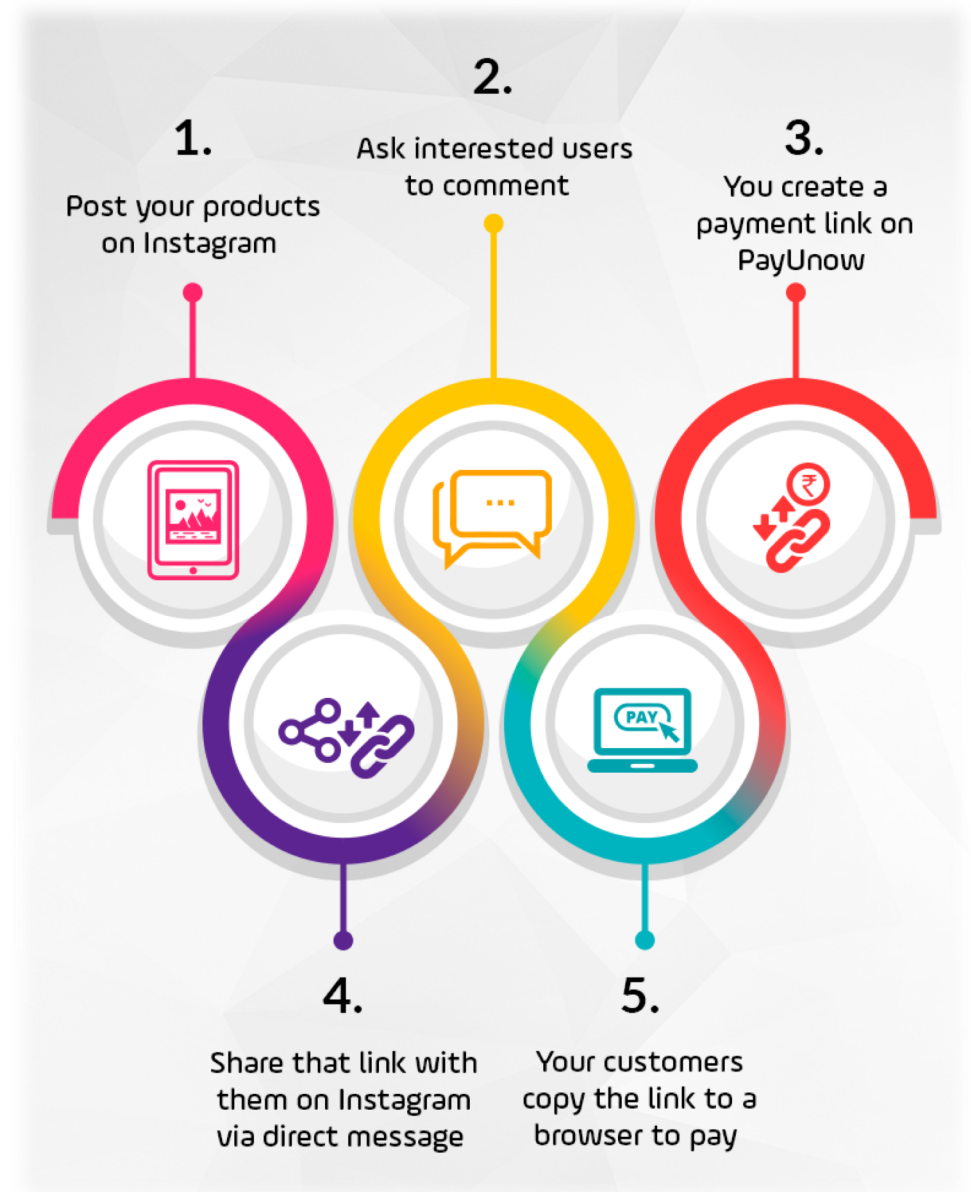 1.
Post your products
on Instagram
2.
Ask interested users
to comment
3.
You create a
payment link on
PayUnow
...
₹
PAY
4.
Share that link with
them on Instagram
via direct message
5.
Your customers
copy the link to a
browser to pay